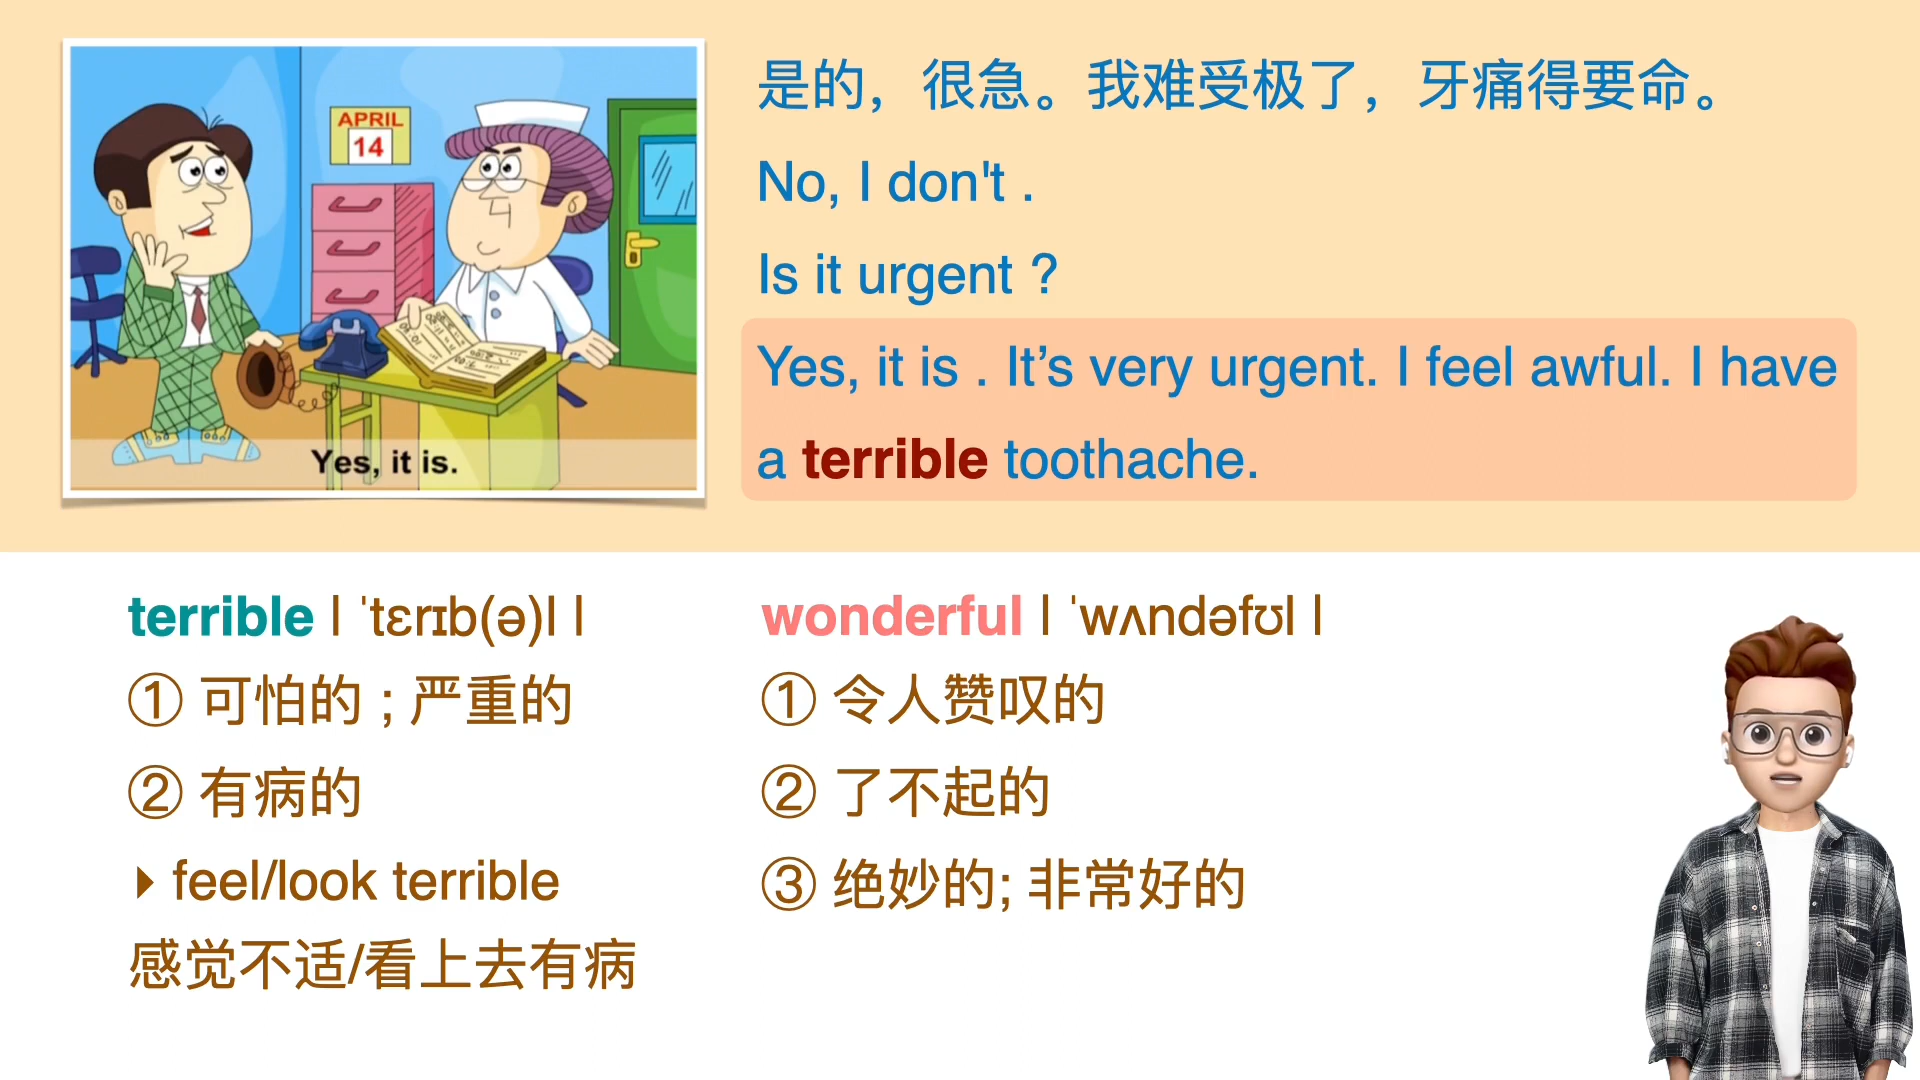 APRIL
14
Yes, it is.
是的，很急。我难受极了，牙痛得要命。
No, I don't .
Is it urgent ?
Yes, it is . It’s very urgent. I feel awful. I have
a terrible toothache.
terrible | ˈtɛrɪb(ə)l |
① 可怕的 ; 严重的
② 有病的
▸ feel/look terrible
感觉不适/看上去有病
wonderful | ˈwʌndəfʊl |
① 令人赞叹的
② 了不起的
③ 绝妙的; 非常好的